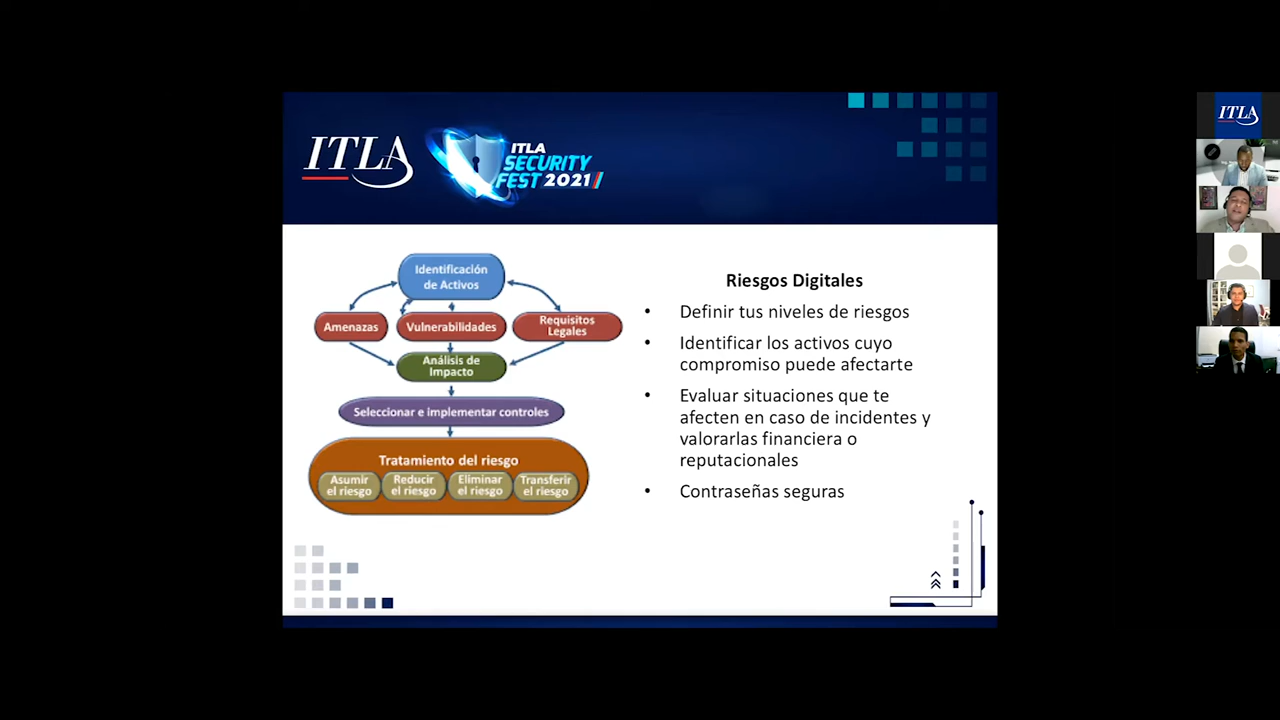 ITLA
ITLA
SECURITY
FEST 2021
Identificación
de Activos
Amenazas
Vulnerabilidades
Requisitos
Legales
Análisis de
Impacto
Seleccionar e implementar controles
Tratamiento del riesgo
Asumir
el riesgo
Reducir
el riesgo
Eliminar
el riesgo
Transferir
el riesgo
Riesgos Digitales
• Definir tus niveles de riesgos
• Identificar los activos cuyo
compromiso puede afectarte
• Evaluar situaciones que te
afecten en caso de incidentes y
valorarlas financiera o
reputacionales
• Contraseñas seguras
ITLA